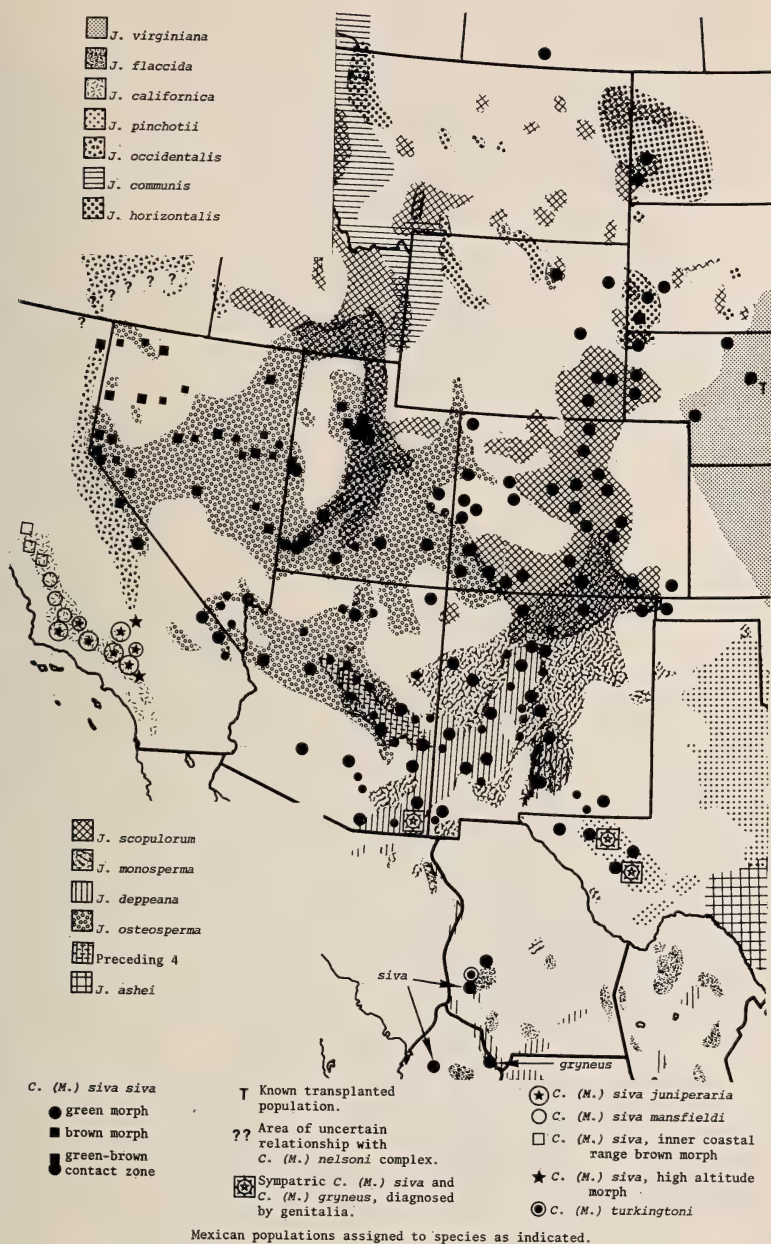 J. virginiana
J. flaccida
J. californica
J. pinchotii
J. occidentalis
J. communis
J. horizontalis
? ? ? ? ? ?
?
T
J. scopulorum
J. monosperma
J. deppeana
J. osteosperma
Preceding 4
J. ashei
siva
gryneus
C. (M.) siva siva
green morph
brown morph
green-brown
contact zone
T Known transplanted
population.
?? Area of uncertain
relationship with
C. (M.) nelsoni complex.
Sympatric C. (M.) siva and
C. (M.) gryneus, diagnosed
by genitalia.
C. (M.) siva juniperaria
C. (M.) siva mansfieldi
C. (M.) siva, inner coastal
range brown morph
C. (M.) siva, high altitude
morph
C. (M.) turkingtoni
Mexican populations assigned to species as indicated.